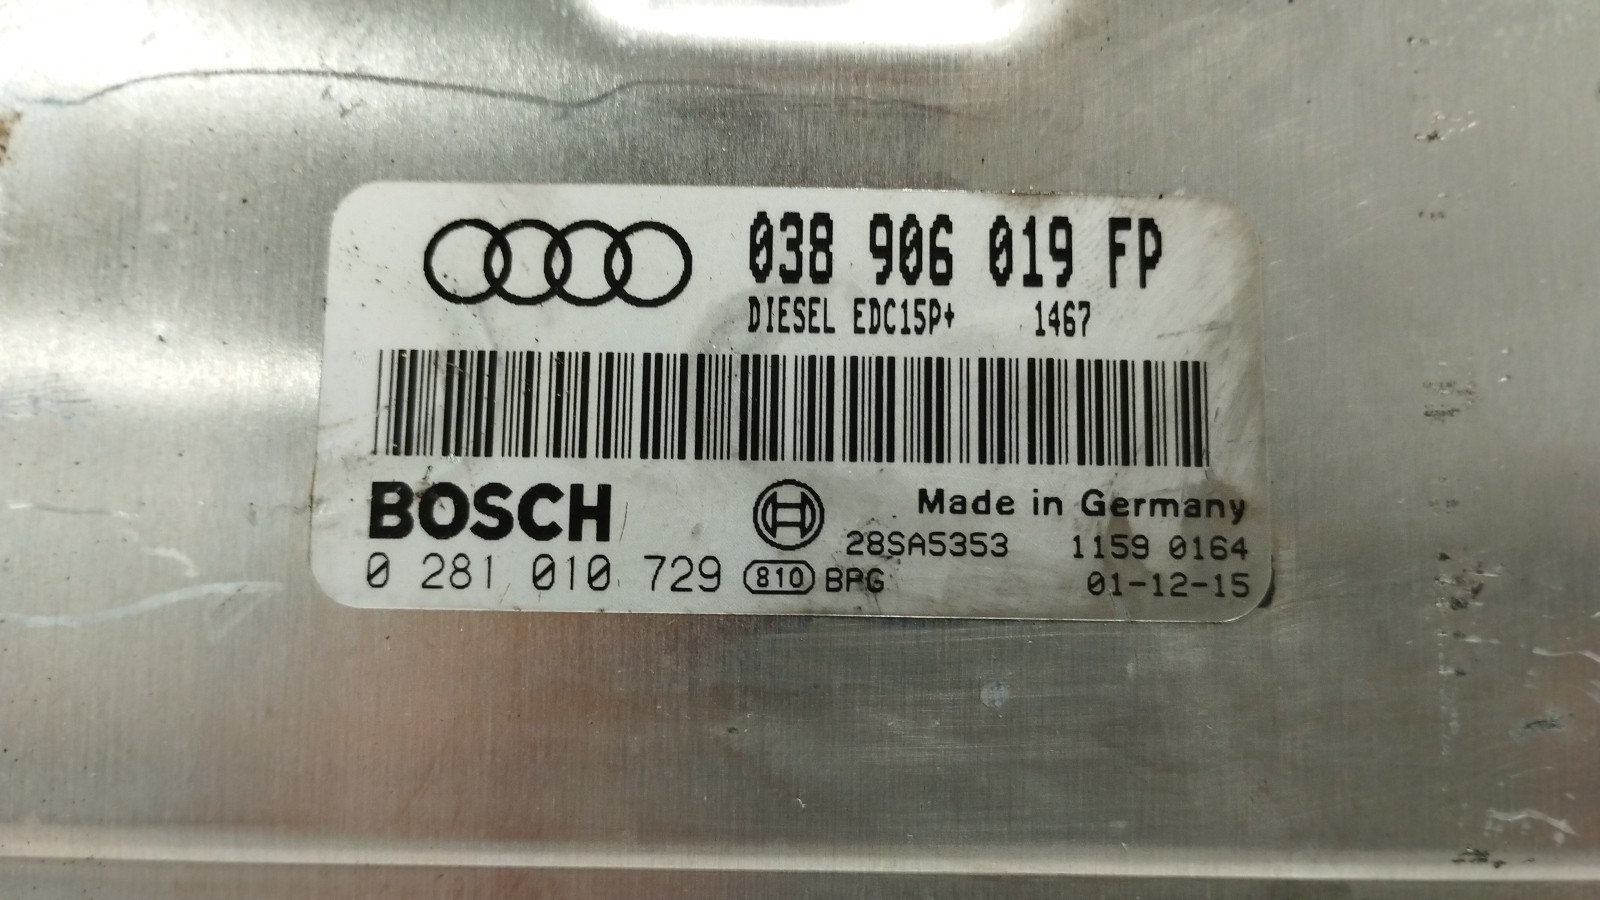 038 906 019 FP
DIESEL EDC15P+ 1467
BOSCH
Made in Germany
28SA5353 1159 0164
0 281 010 729 810 BPG 01-12-15